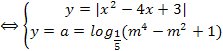 ⇔ { y = |x² − 4x + 3|
y = a = log_{1/5}(m⁴ − m² + 1)